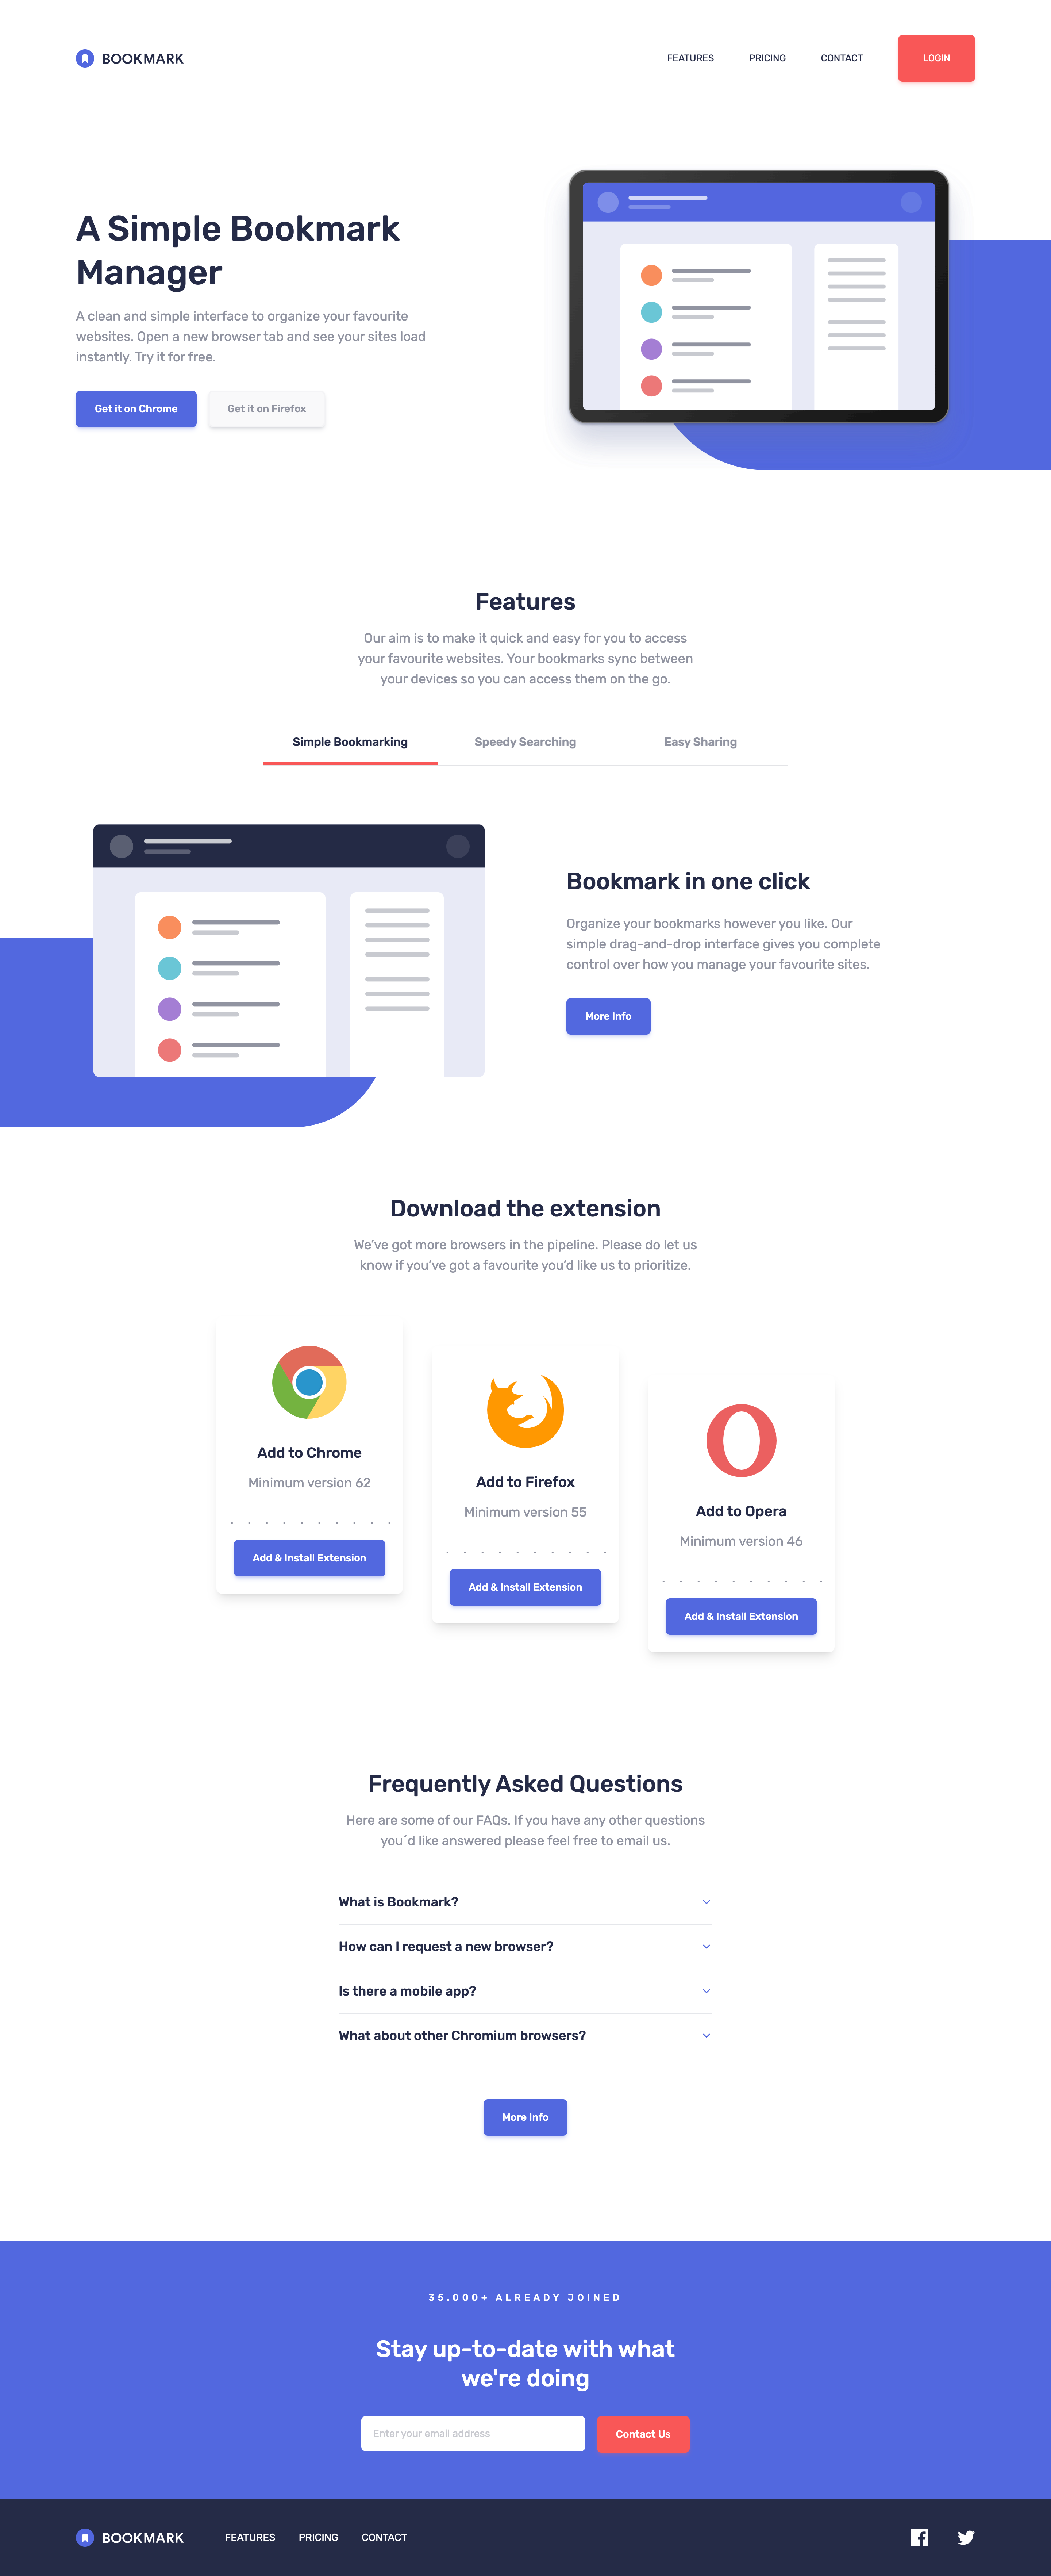 BOOKMARK
FEATURES
PRICING
CONTACT
LOGIN
A Simple Bookmark
Manager
A clean and simple interface to organize your favourite
websites. Open a new browser tab and see your sites load
instantly. Try it for free.
Get it on Chrome
Get it on Firefox
Features
Our aim is to make it quick and easy for you to access
your favourite websites. Your bookmarks sync between
your devices so you can access them on the go.
Simple Bookmarking
Speedy Searching
Easy Sharing
Bookmark in one click
Organize your bookmarks however you like. Our
simple drag-and-drop interface gives you complete
control over how you manage your favourite sites.
More Info
Download the extension
We’ve got more browsers in the pipeline. Please do let us
know if you’ve got a favourite you’d like us to prioritize.
Add to Chrome
Minimum version 62
Add & Install Extension
Add to Firefox
Minimum version 55
Add & Install Extension
Add to Opera
Minimum version 46
Add & Install Extension
Frequently Asked Questions
Here are some of our FAQs. If you have any other questions
you´d like answered please feel free to email us.
What is Bookmark?
How can I request a new browser?
Is there a mobile app?
What about other Chromium browsers?
More Info
35.000+ ALREADY JOINED
Stay up-to-date with what
we're doing
Enter your email address
Contact Us
BOOKMARK
FEATURES
PRICING
CONTACT